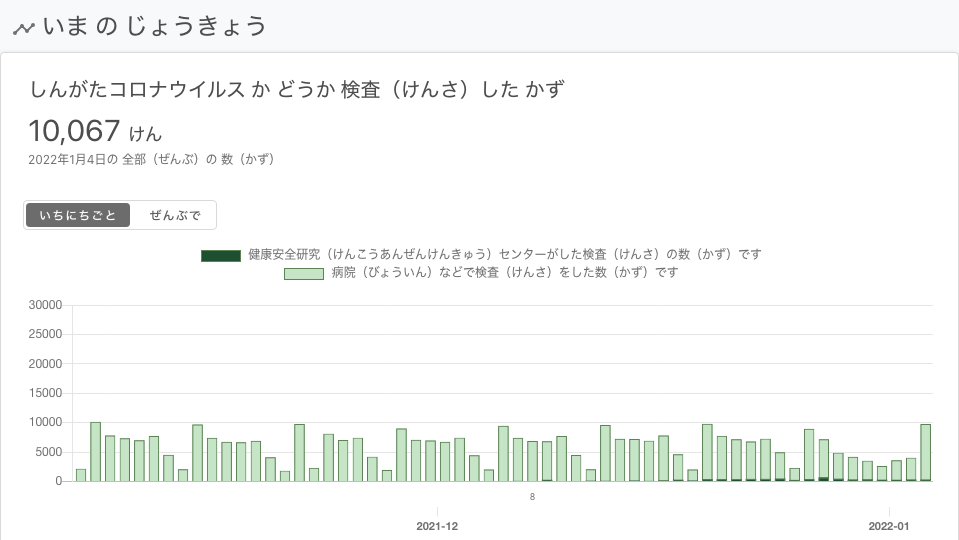 いま の じょうきょう
しんがたコロナウイルス か どうか 検査（けんさ）した かず
10,067 けん
2022年1月4日の 全部（ぜんぶ）の 数（かず）
いちにちごと ぜんぶで
健康安全研究（けんこうあんぜんけんきゅう）センターがした検査（けんさ）の数（かず）です
病院（びょういん）などで検査（けんさ）をした数（かず）です
30000
25000
20000
15000
10000
5000
0
8
2021-12 2022-01